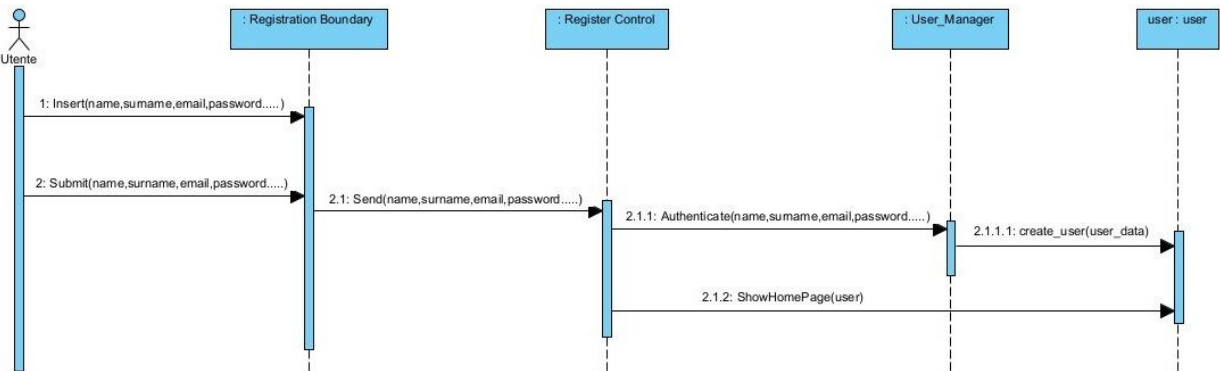 : Registration Boundary
: Register Control
: User_Manager
user : user
Utente
1: Insert(name,surname,email,password.....)
2: Submit(name,surname,email,password.....)
2.1: Send(name,surname,email,password.....)
2.1.1: Authenticate(name,surname,email,password.....)
2.1.1.1: create_user(user_data)
2.1.2: ShowHomePage(user)